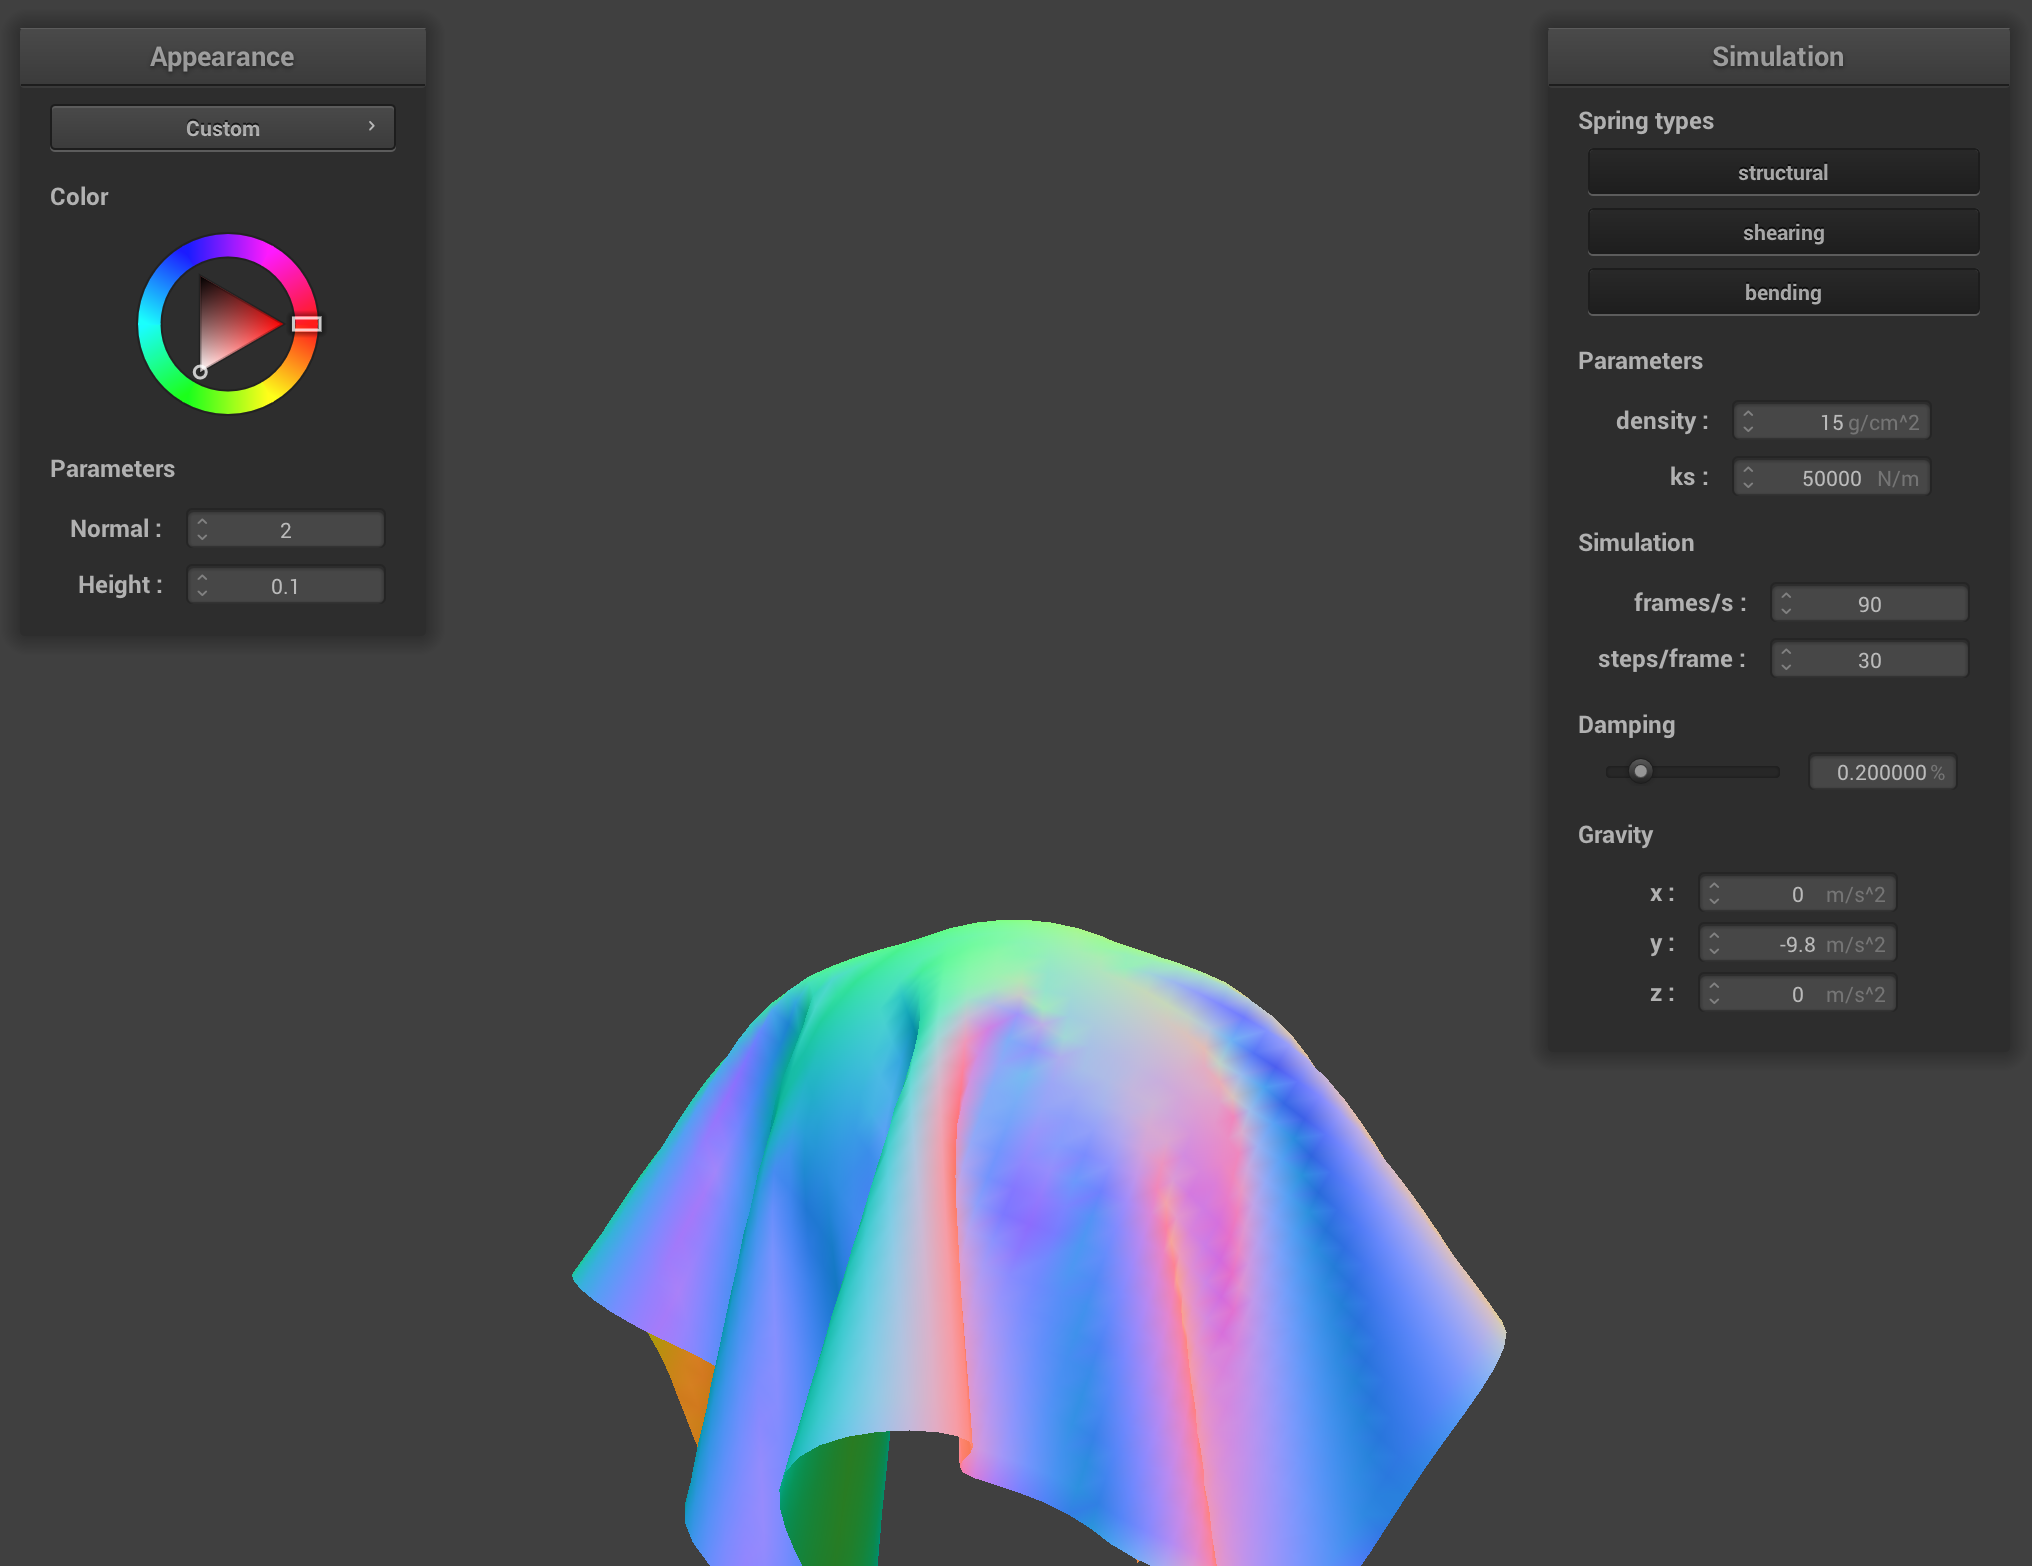 Appearance
Custom
Color
Parameters
Normal : 2
Height : 0.1
Simulation
Spring types
structural
shearing
bending
Parameters
density : 15 g/cm^2
ks : 50000 N/m
Simulation
frames/s : 90
steps/frame : 30
Damping
0.200000 %
Gravity
x : 0 m/s^2
y : -9.8 m/s^2
z : 0 m/s^2